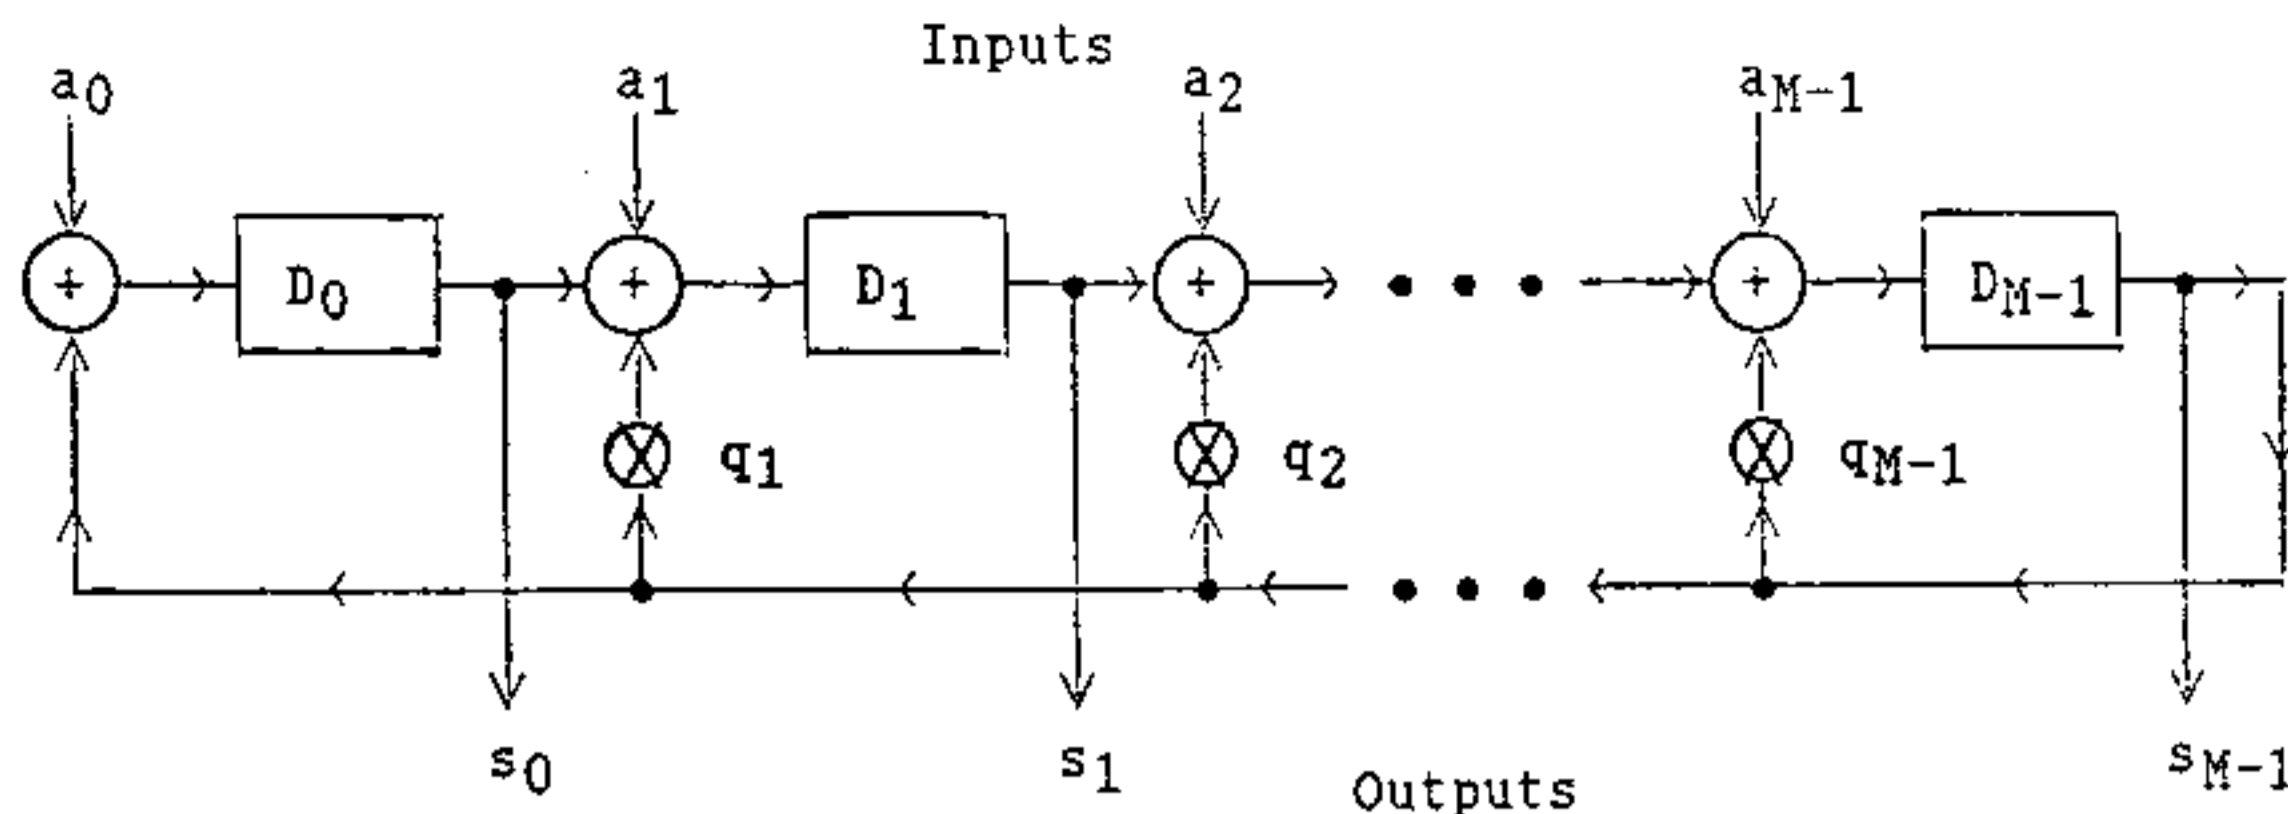 Inputs
a0 a1 a2 aM-1
+ D0 + D1 + + DM-1
q1 q2 qM-1
s0 s1 sM-1
Outputs